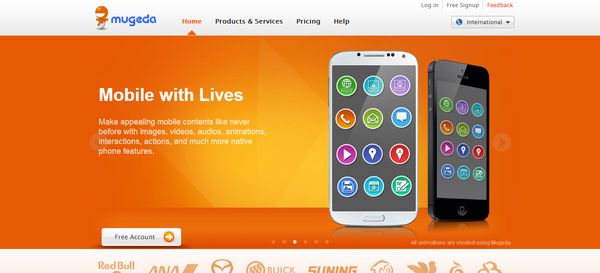 Log in Free Signup Feedback
mugeda
Home Products & Services Pricing Help
International
Mobile with Lives
Make appealing mobile contents like never
before with images, videos, audios, animations,
interactions, actions, and much more native
phone features.
Free Account
All animations are created using Mugeda
Red Bull ANA BUICK SUNING